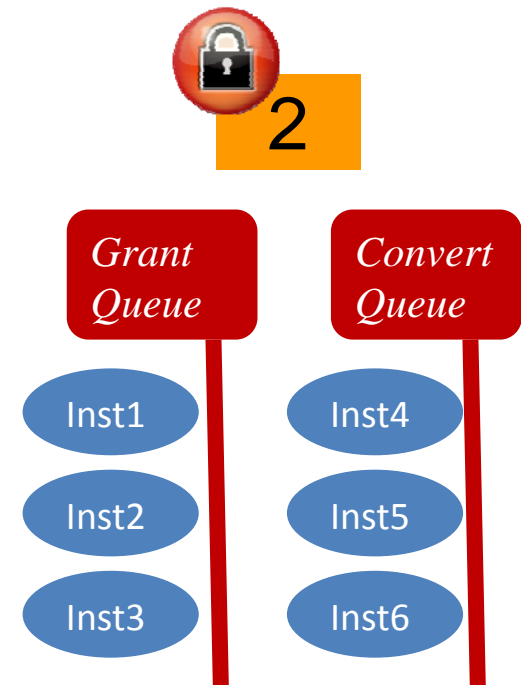 2
Grant
Queue
Convert
Queue
Inst1
Inst4
Inst2
Inst5
Inst3
Inst6